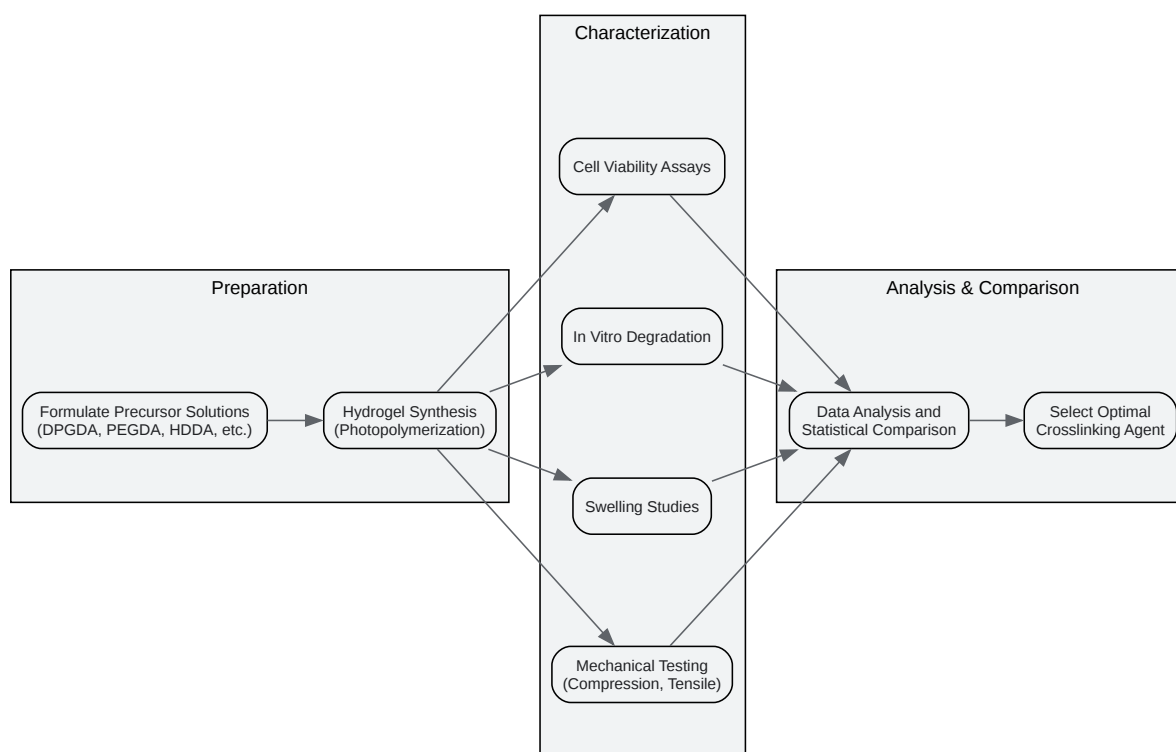 Preparation
Formulate Precursor Solutions
(DPGDA, PEGDA, HDDA, etc.)
Hydrogel Synthesis
(Photopolymerization)
Characterization
Cell Viability Assays
In Vitro Degradation
Swelling Studies
Mechanical Testing
(Compression, Tensile)
Analysis & Comparison
Data Analysis and
Statistical Comparison
Select Optimal
Crosslinking Agent